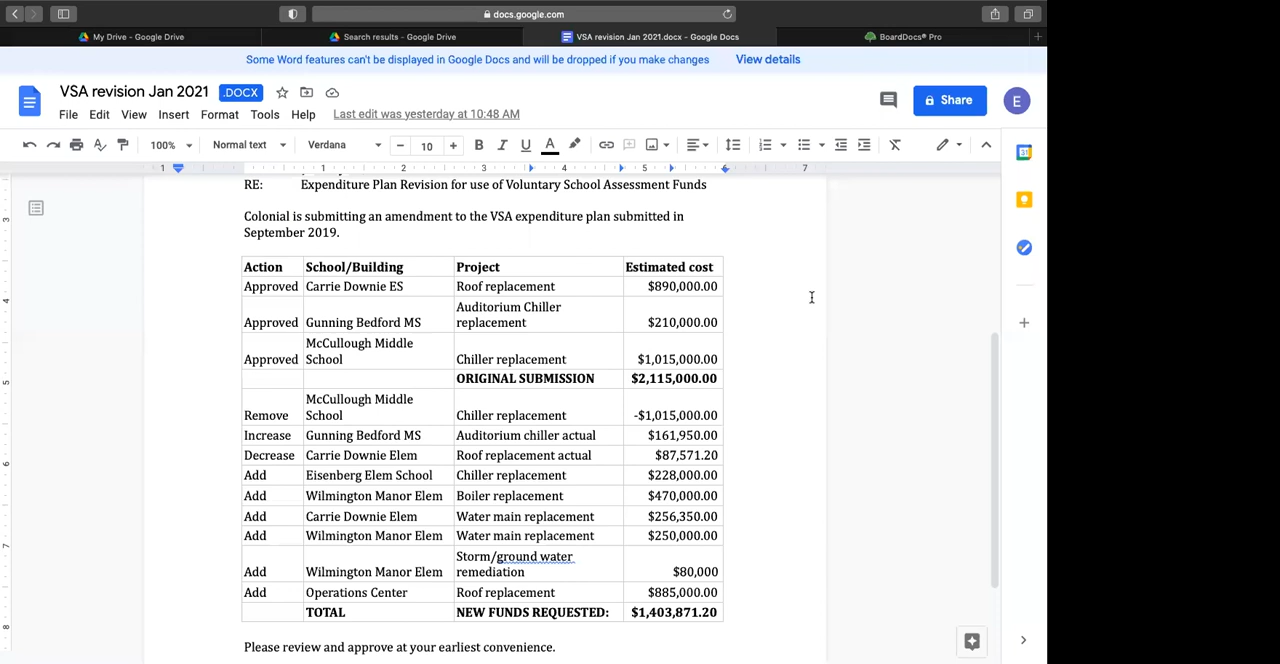 docs.google.com
My Drive - Google Drive
Search results - Google Drive
VSA revision Jan 2021.docx - Google Docs
BoardDocs® Pro
Some Word features can't be displayed in Google Docs and will be dropped if you make changes View details
VSA revision Jan 2021 .DOCX
File Edit View Insert Format Tools Help Last edit was yesterday at 10:48 AM
Share
E
100% Normal text Verdana 10
1 1 2 3 4 5 6 7
RE: Expenditure Plan Revision for use of Voluntary School Assessment Funds
Colonial is submitting an amendment to the VSA expenditure plan submitted in
September 2019.
Action School/Building Project Estimated cost
Approved Carrie Downie ES Roof replacement $890,000.00
Auditorium Chiller
Approved Gunning Bedford MS replacement $210,000.00
McCullough Middle
Approved School Chiller replacement $1,015,000.00
ORIGINAL SUBMISSION $2,115,000.00
McCullough Middle
Remove School Chiller replacement -$1,015,000.00
Increase Gunning Bedford MS Auditorium chiller actual $161,950.00
Decrease Carrie Downie Elem Roof replacement actual $87,571.20
Add Eisenberg Elem School Chiller replacement $228,000.00
Add Wilmington Manor Elem Boiler replacement $470,000.00
Add Carrie Downie Elem Water main replacement $256,350.00
Add Wilmington Manor Elem Water main replacement $250,000.00
Storm/ground water
Add Wilmington Manor Elem remediation $80,000
Add Operations Center Roof replacement $885,000.00
TOTAL NEW FUNDS REQUESTED: $1,403,871.20
Please review and approve at your earliest convenience.